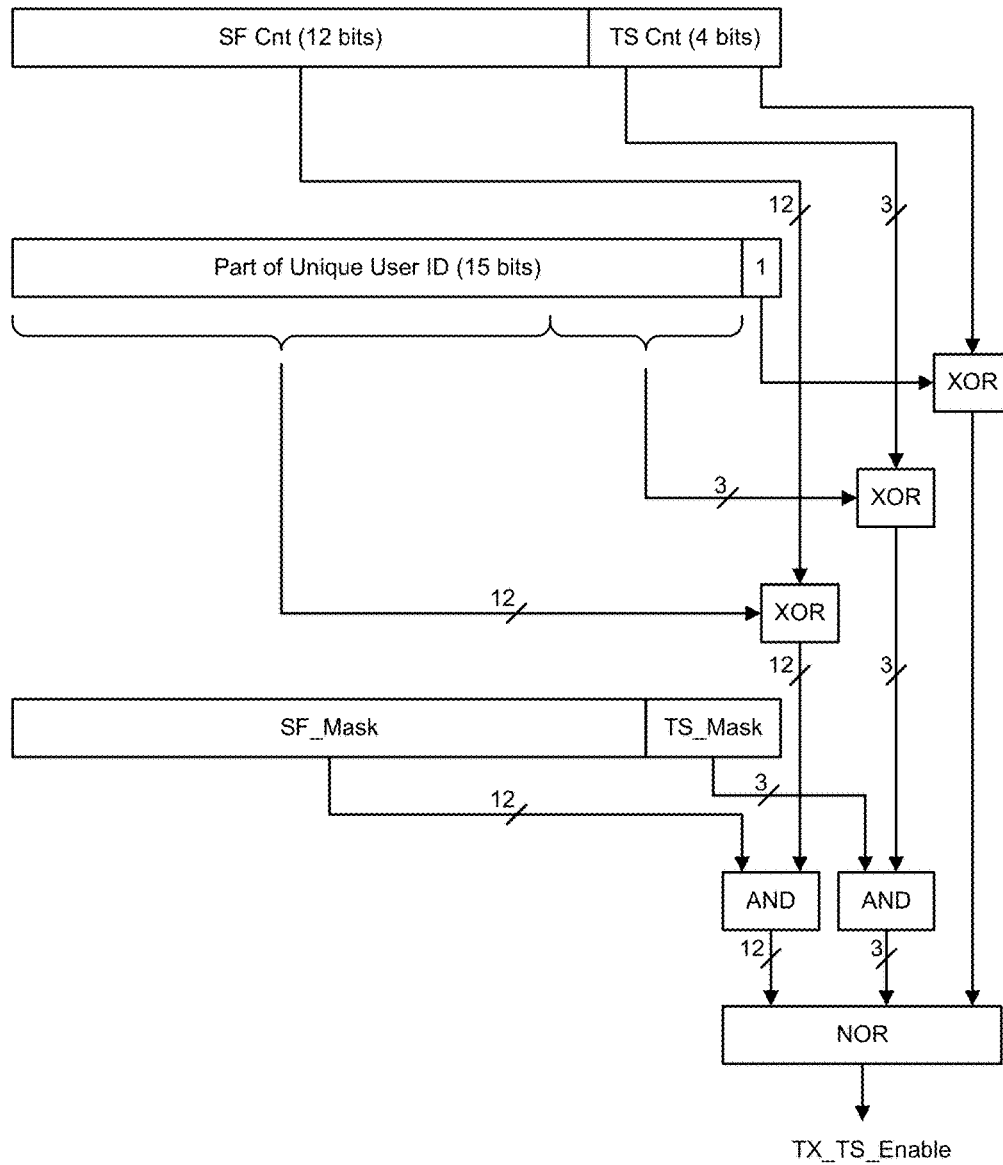 SF Cnt (12 bits) TS Cnt (4 bits)
12 3
Part of Unique User ID (15 bits) 1
XOR
3 XOR
12 XOR
12 3
SF_Mask TS_Mask
12 3
AND AND
12 3
NOR
TX_TS_Enable